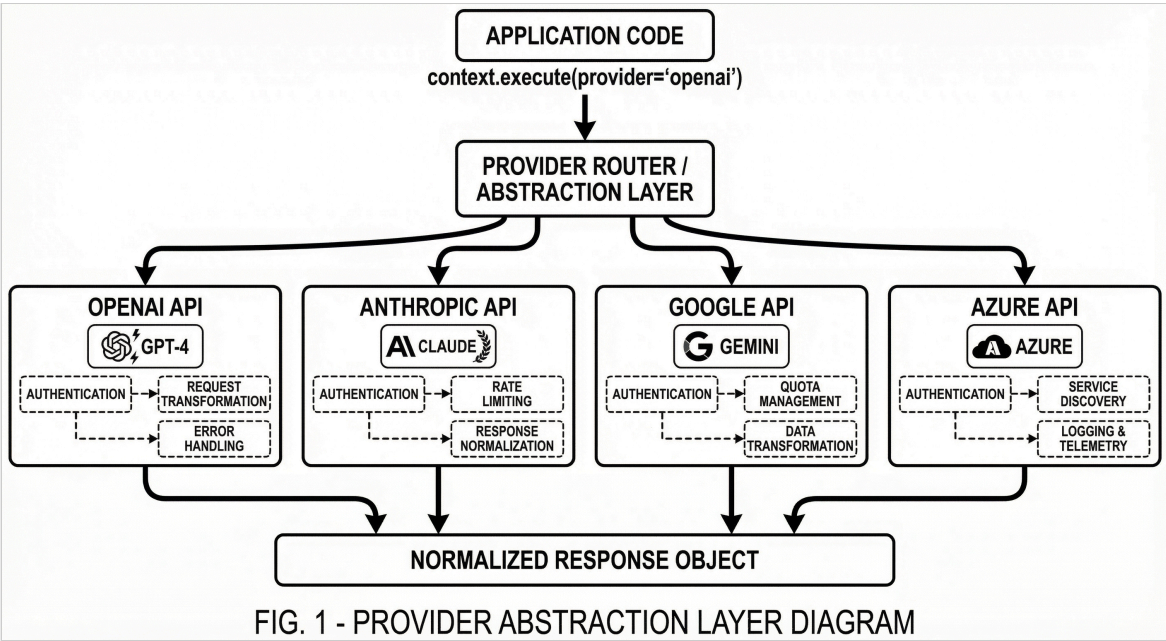 APPLICATION CODE
context.execute(provider=‘openai’)
PROVIDER ROUTER /
ABSTRACTION LAYER
OPENAI API
GPT-4
AUTHENTICATION
REQUEST
TRANSFORMATION
ERROR
HANDLING
ANTHROPIC API
A\ CLAUDE
AUTHENTICATION
RATE
LIMITING
RESPONSE
NORMALIZATION
GOOGLE API
G GEMINI
AUTHENTICATION
QUOTA
MANAGEMENT
DATA
TRANSFORMATION
AZURE API
A AZURE
AUTHENTICATION
SERVICE
DISCOVERY
LOGGING &
TELEMETRY
NORMALIZED RESPONSE OBJECT
FIG. 1 - PROVIDER ABSTRACTION LAYER DIAGRAM